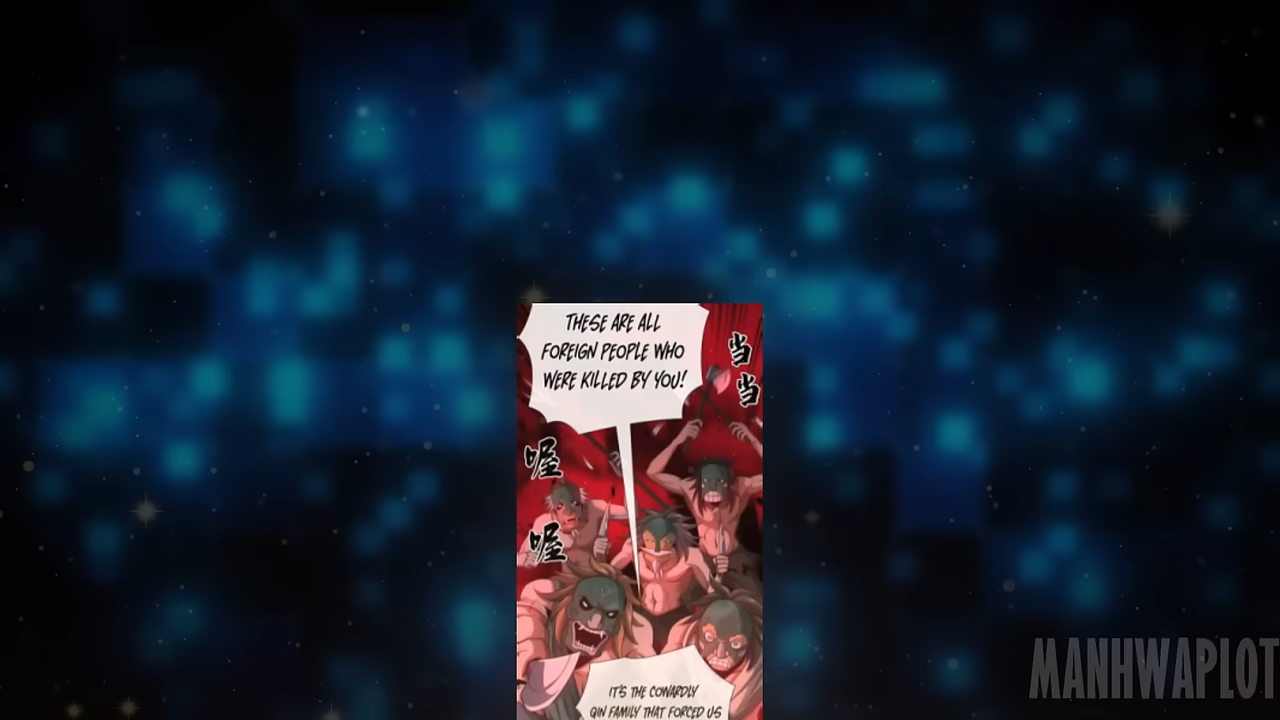 THESE ARE ALL
FOREIGN PEOPLE WHO
WERE KILLED BY YOU!
当
当
喔
喔
IT'S THE COWARDLY
QIN FAMILY THAT FORCED US
MANHWAPLOT